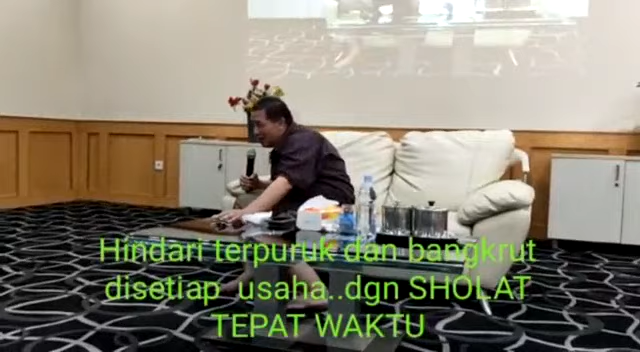 Hindari terpuruk dan bangkrut
disetiap usaha..dgn SHOLAT
TEPAT WAKTU